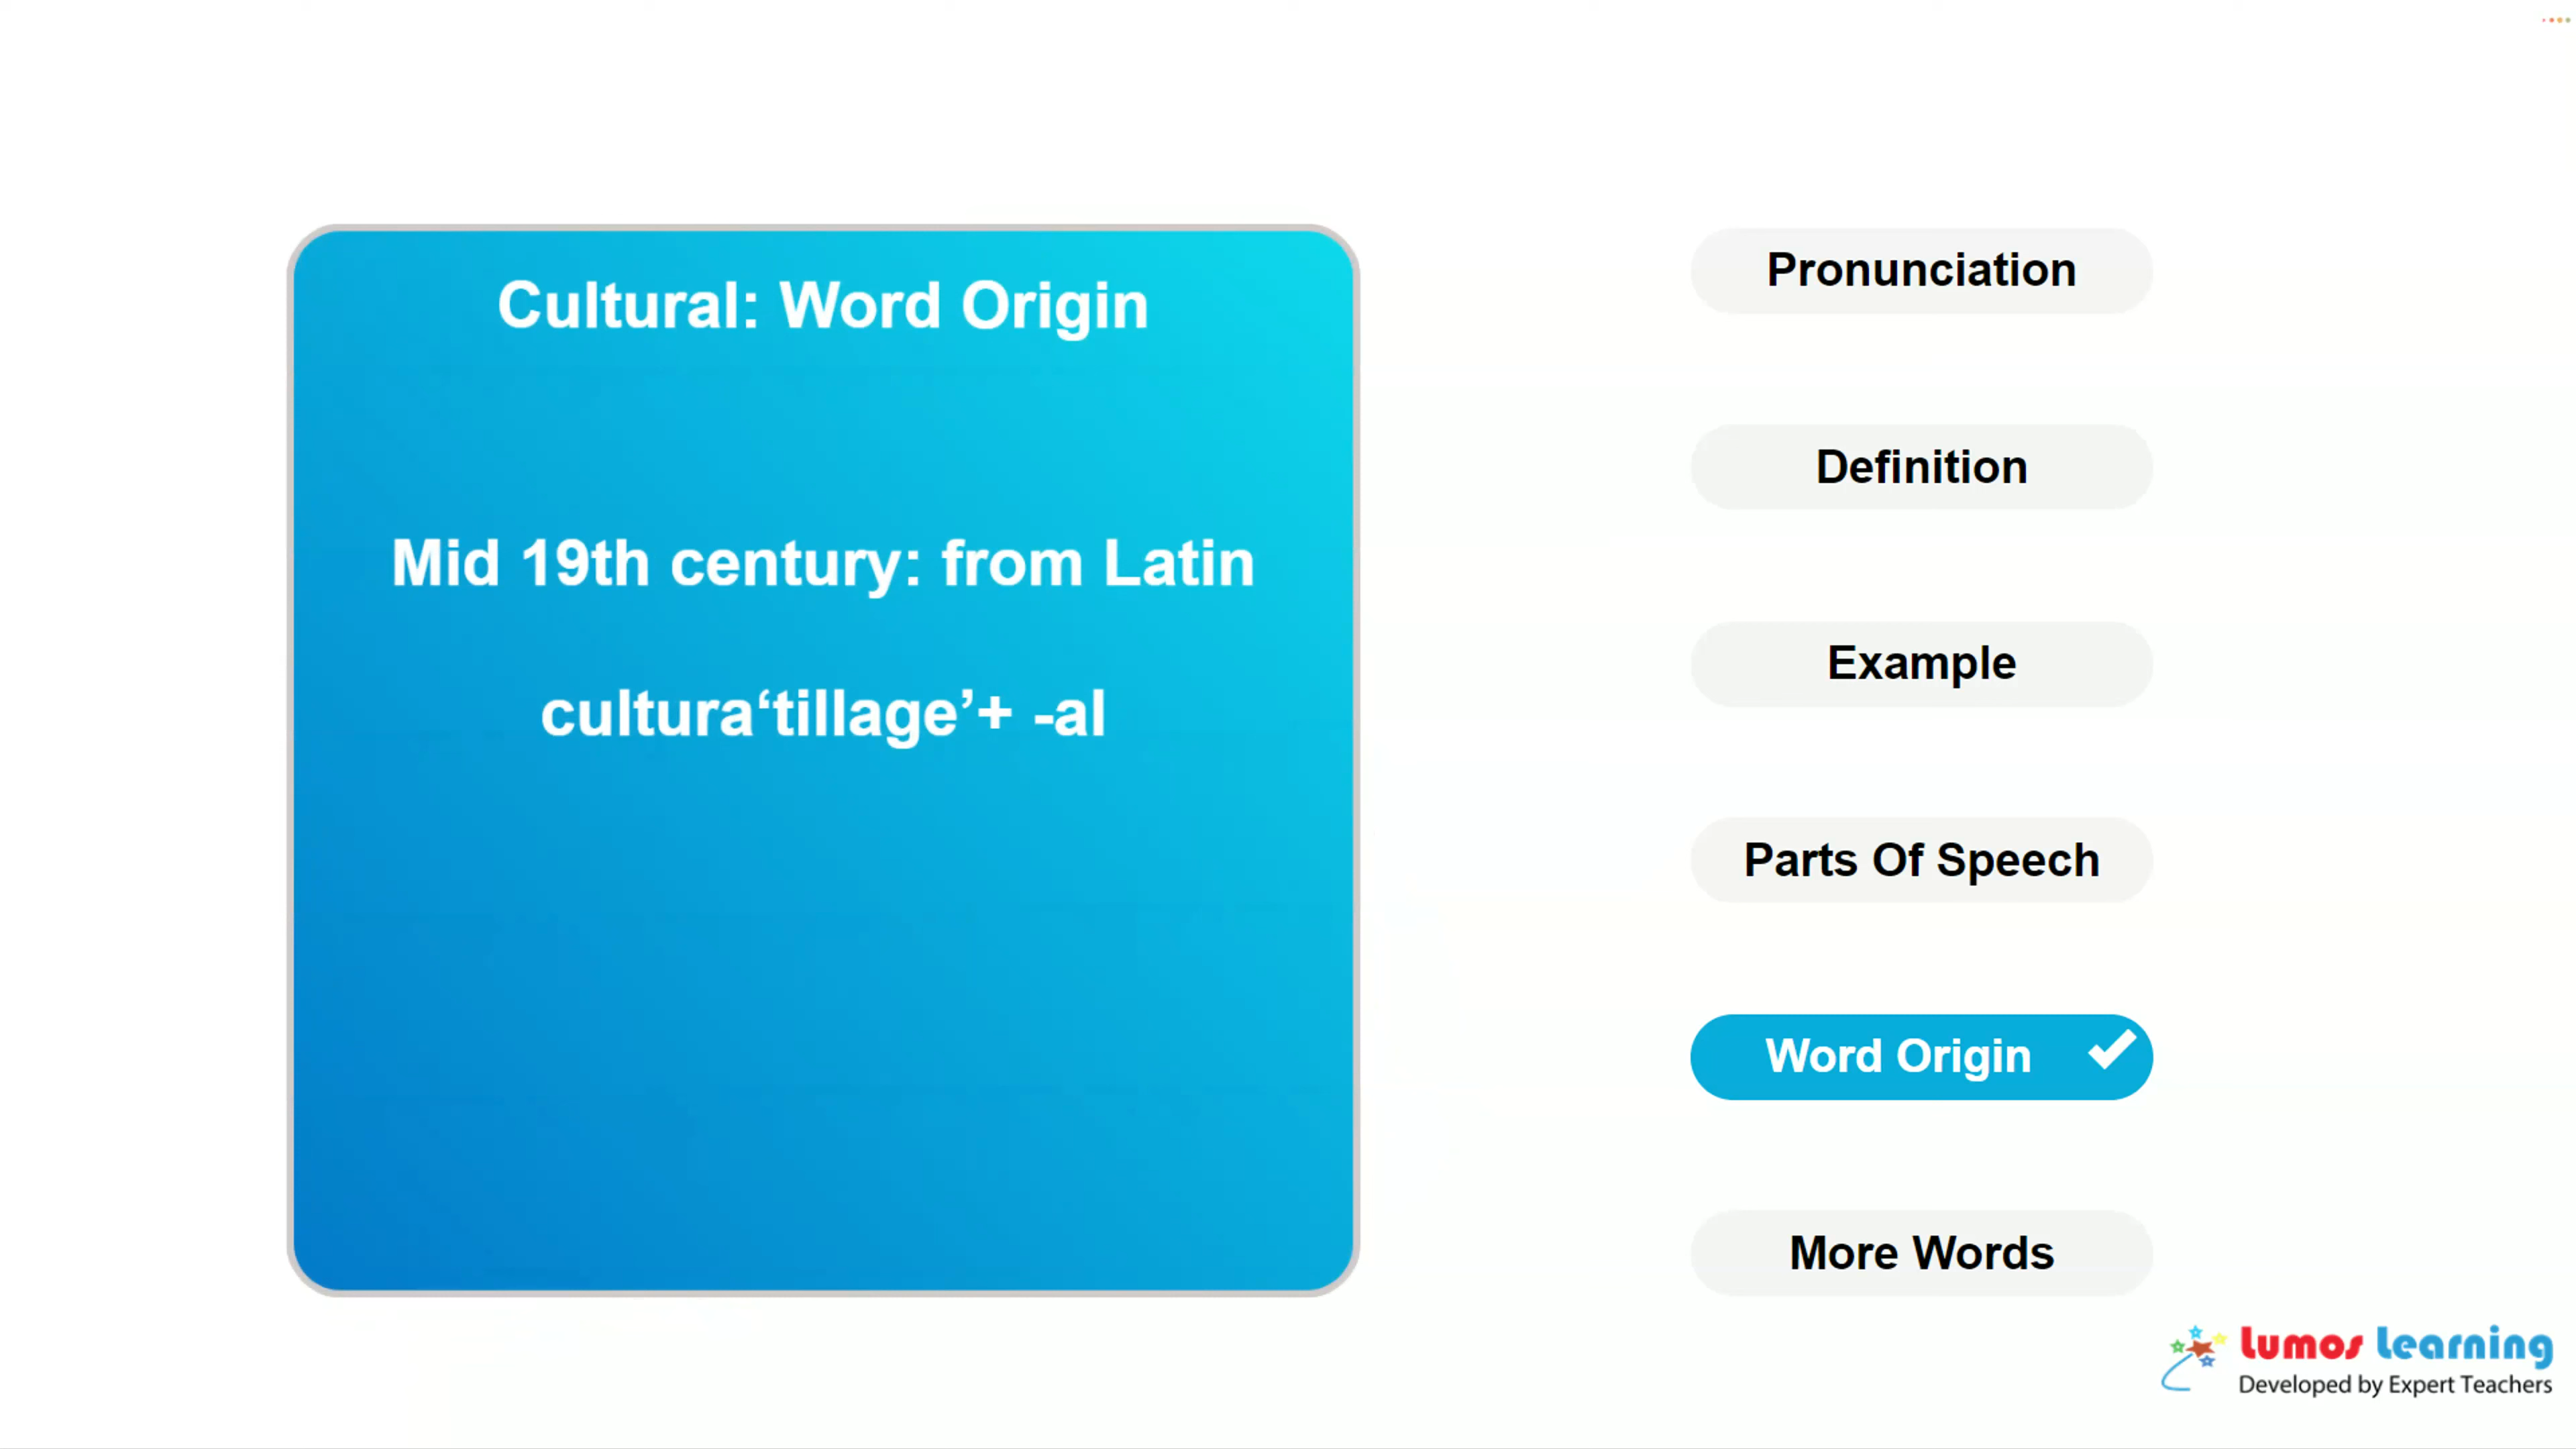 Cultural: Word Origin
Mid 19th century: from Latin
cultura‘tillage’+ -al
Pronunciation
Definition
Example
Parts Of Speech
Word Origin
More Words
Lumos Learning
Developed by Expert Teachers